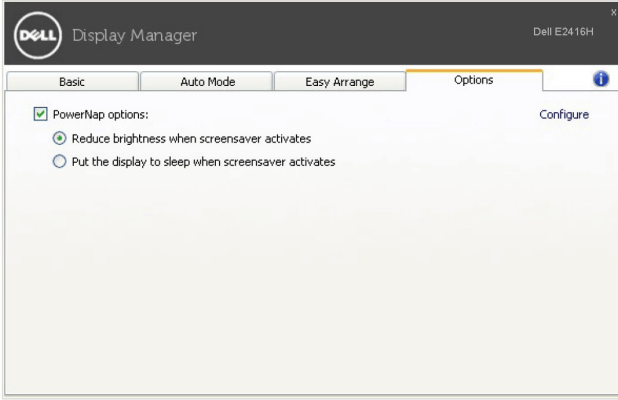 x
DELL Display Manager Dell E2416H
Basic Auto Mode Easy Arrange Options i
PowerNap options: Configure
Reduce brightness when screensaver activates
Put the display to sleep when screensaver activates